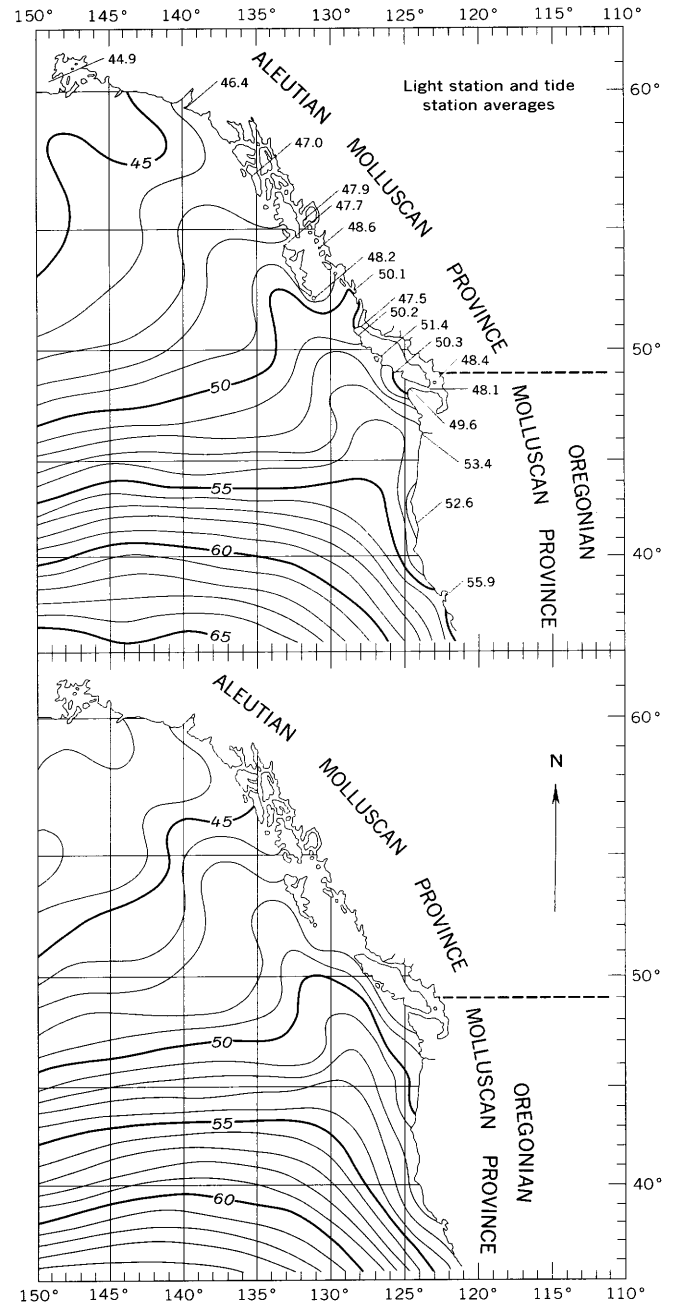 150° 145° 140° 135° 130° 125° 120° 115° 110°
44.9
46.4
ALEUTIAN
MOLLUSCAN
PROVINCE
Light station and tide
station averages
60°
45
47.0
47.9
47.7
48.6
48.2
50.1
47.5
50.2
51.4
50.3
50°
48.4
48.1
50
49.6
MOLLUSCAN
PROVINCE
OREGONIAN
53.4
55
52.6
60
40°
55.9
65
ALEUTIAN
MOLLUSCAN
PROVINCE
60°
N
45
50°
50
MOLLUSCAN
PROVINCE
OREGONIAN
55
60
40°
150° 145° 140° 135° 130° 125° 120° 115° 110°